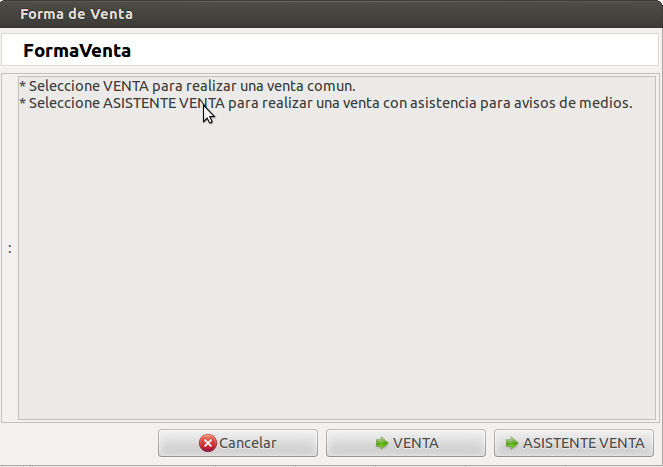 Forma de Venta
FormaVenta
* Seleccione VENTA para realizar una venta comun.
* Seleccione ASISTENTE VENTA para realizar una venta con asistencia para avisos de medios.
:
Cancelar
VENTA
ASISTENTE VENTA